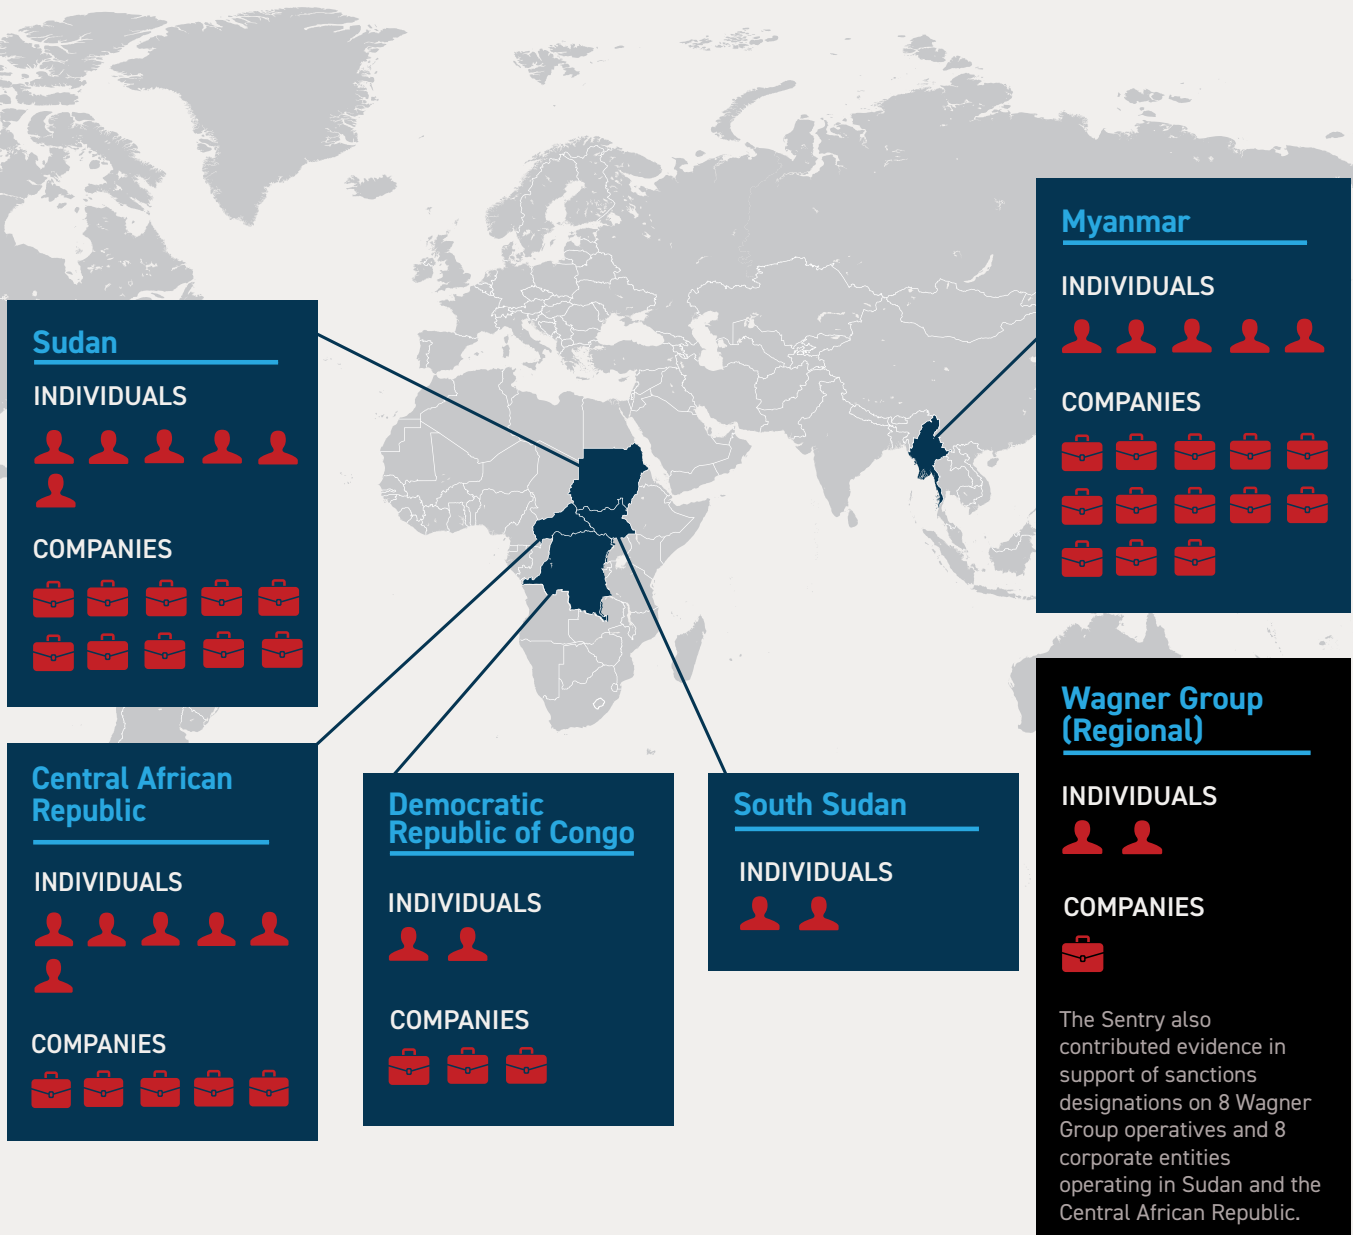 Sudan
INDIVIDUALS
COMPANIES
Central African
Republic
INDIVIDUALS
COMPANIES
Democratic
Republic of Congo
INDIVIDUALS
COMPANIES
South Sudan
INDIVIDUALS
Myanmar
INDIVIDUALS
COMPANIES
Wagner Group
(Regional)
INDIVIDUALS
COMPANIES
The Sentry also
contributed evidence in
support of sanctions
designations on 8 Wagner
Group operatives and 8
corporate entities
operating in Sudan and the
Central African Republic.